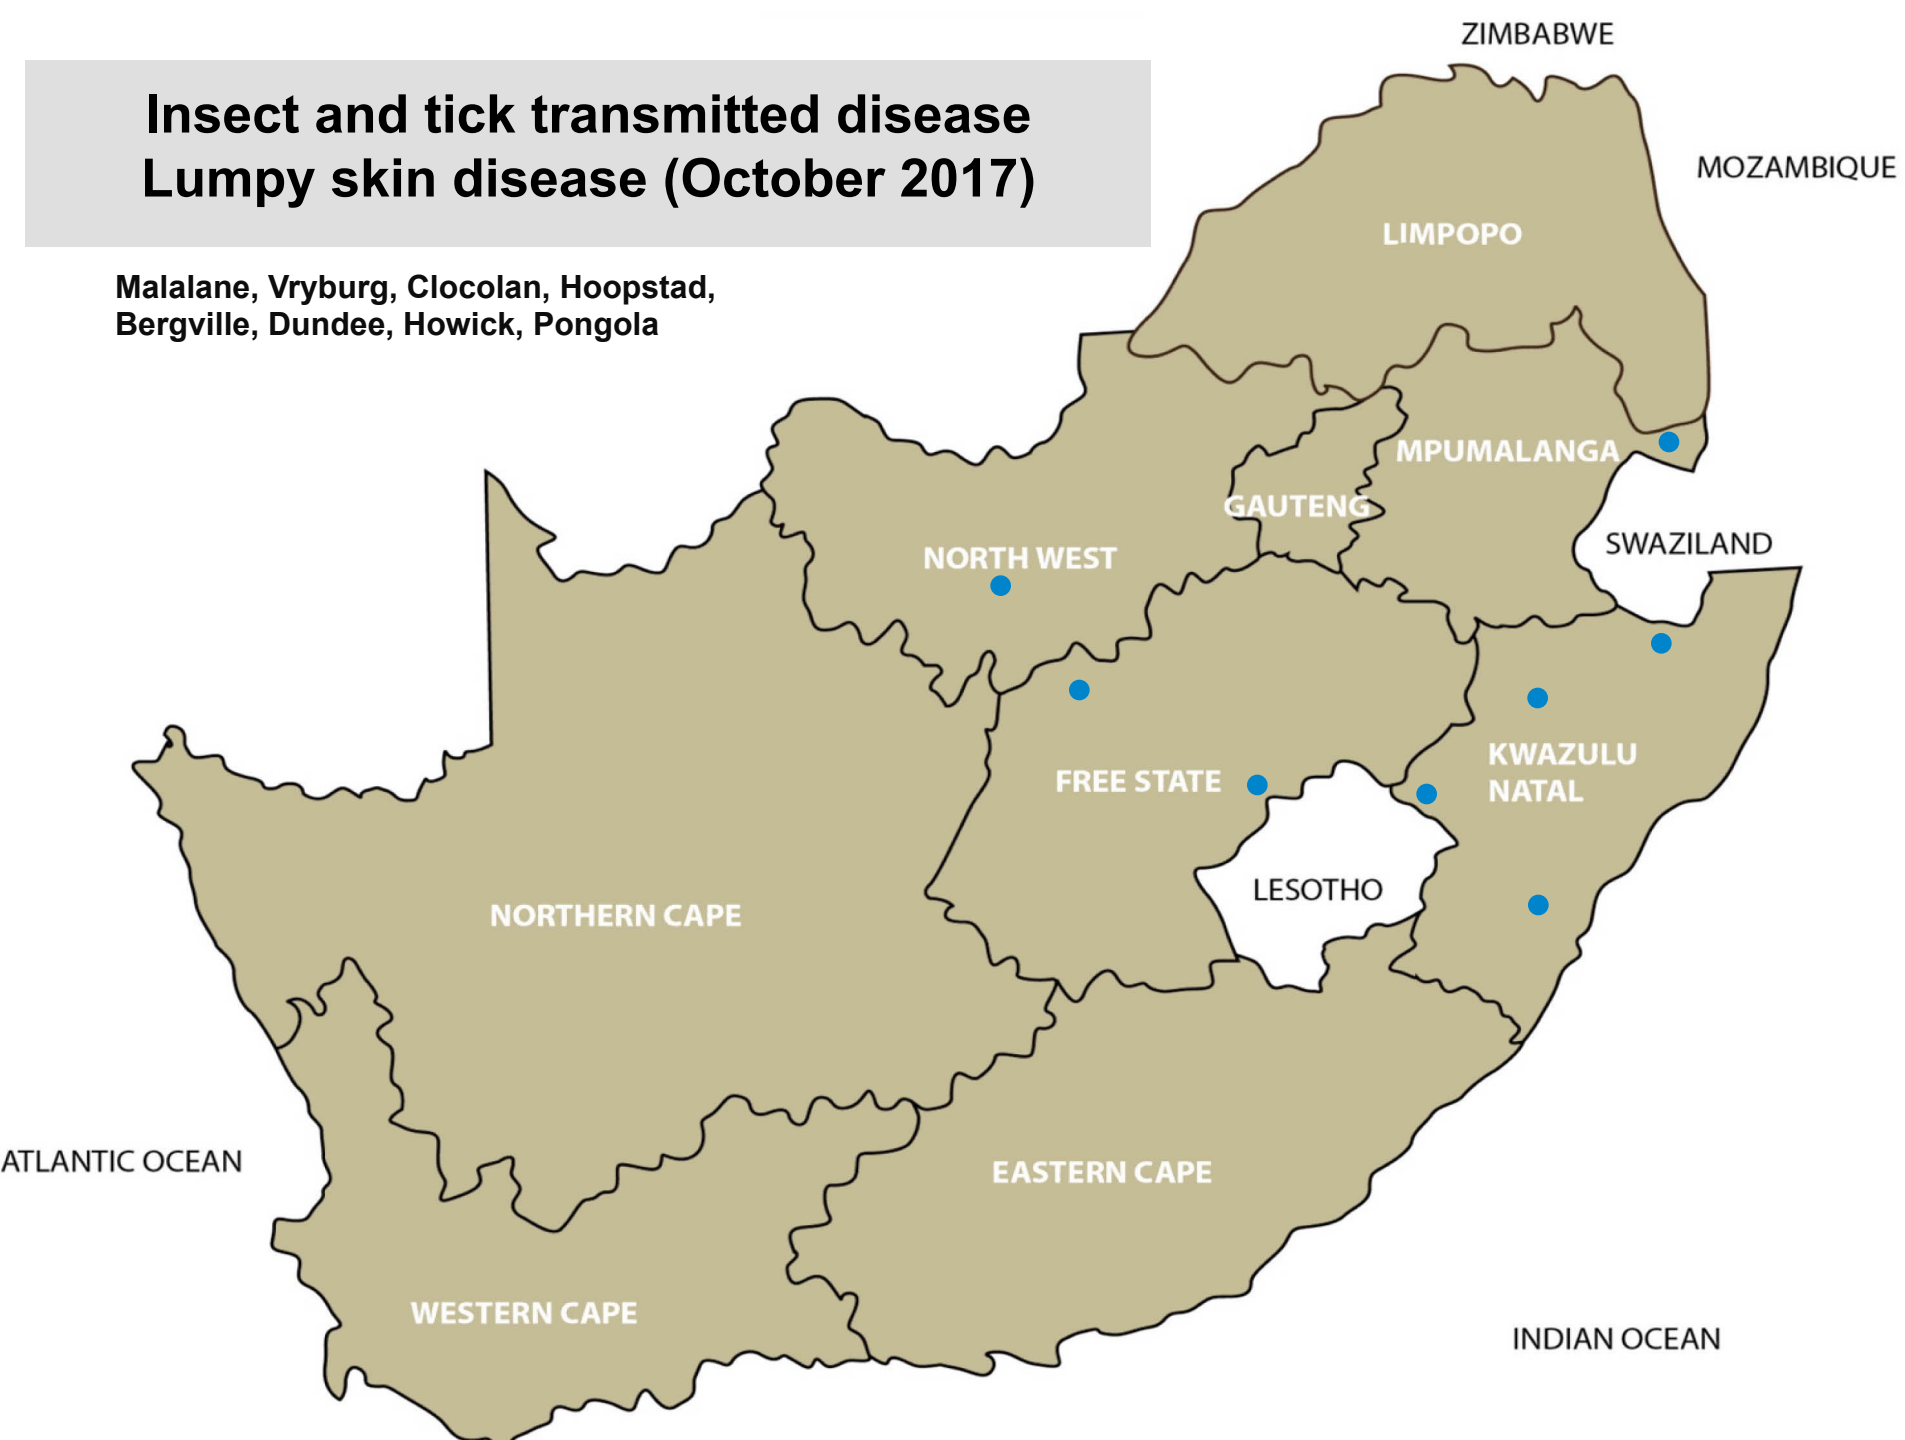 Insect and tick transmitted disease
Lumpy skin disease (October 2017)
Malalane, Vryburg, Clocolan, Hoopstad,
Bergville, Dundee, Howick, Pongola
ZIMBABWE
MOZAMBIQUE
LIMPOPO
MPUMALANGA
GAUTENG
SWAZILAND
NORTH WEST
KWAZULU
NATAL
FREE STATE
LESOTHO
NORTHERN CAPE
ATLANTIC OCEAN
EASTERN CAPE
WESTERN CAPE
INDIAN OCEAN